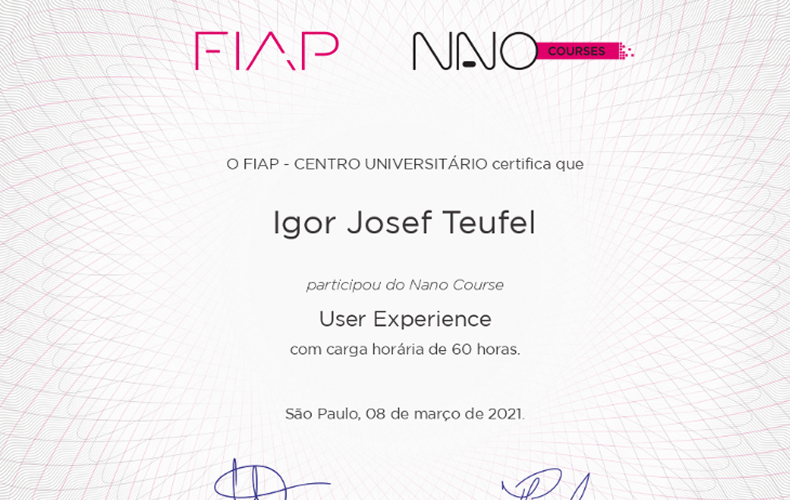 FIAP NANO COURSES
O FIAP - CENTRO UNIVERSITÁRIO certifica que
Igor Josef Teufel
participou do Nano Course
User Experience
com carga horária de 60 horas.
São Paulo, 08 de março de 2021.